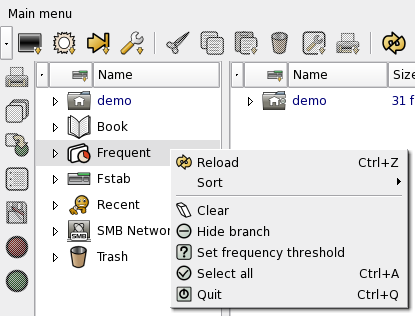 Main menu
Name
Name
Size
demo
demo
31 f
Book
Frequent
Fstab
Recent
SMB Networ
SMB
Trash
Reload Ctrl+Z
Sort
Clear
Hide branch
Set frequency threshold
Select all Ctrl+A
Quit Ctrl+Q